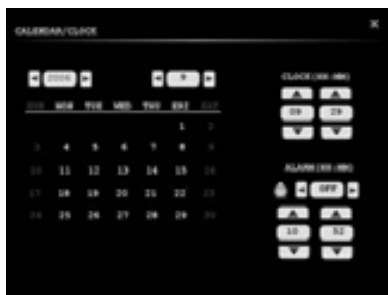 CALENDAR/CLOCK
2006
9
SUN MON TUE WED THU FRI SAT
1 2
3 4 5 6 7 8 9
10 11 12 13 14 15 16
17 18 19 20 21 22 23
24 25 26 27 28 29 30
CLOCK(HH:MM)
09 29
ALARM(HH:MM)
OFF
10 52